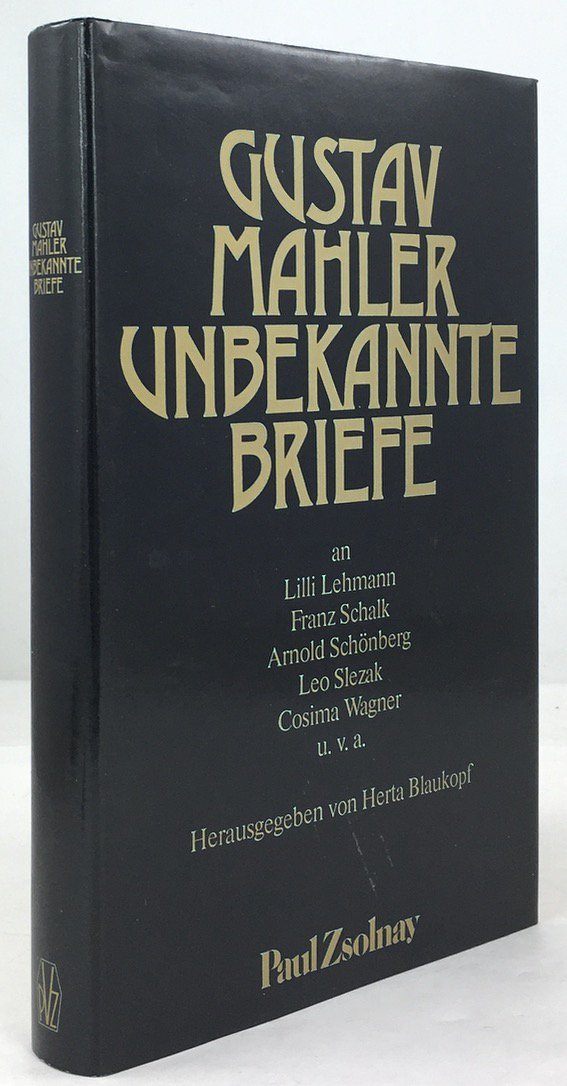 GUSTAV
MAHLER
UNBEKANNTE
BRIEFE
an
Lilli Lehmann
Franz Schalk
Arnold Schönberg
Leo Slezak
Cosima Wagner
u. v. a.
Herausgegeben von Herta Blaukopf
Paul Zsolnay
GUSTAV
MAHLER
UNBEKANNTE
BRIEFE
PVZ